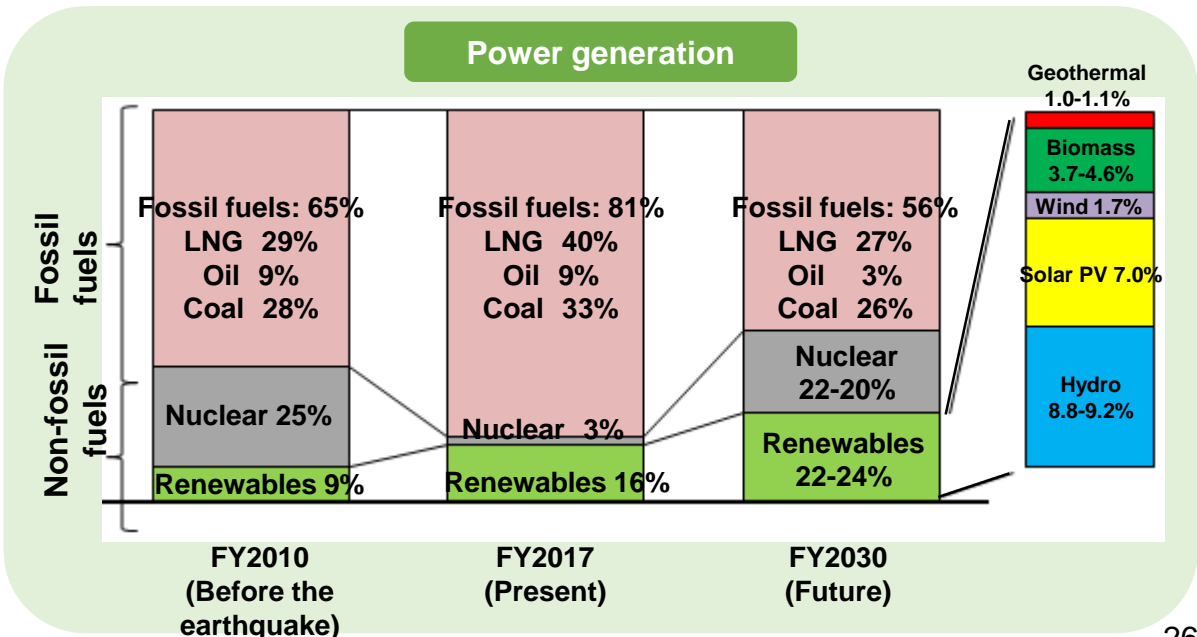 Power generation
Fossil fuels
Non-fossil fuels
Fossil fuels: 65%
LNG 29%
Oil 9%
Coal 28%
Nuclear 25%
Renewables 9%
FY2010
(Before the
earthquake)
Fossil fuels: 81%
LNG 40%
Oil 9%
Coal 33%
Nuclear 3%
Renewables 16%
FY2017
(Present)
Fossil fuels: 56%
LNG 27%
Oil 3%
Coal 26%
Nuclear
22-20%
Renewables
22-24%
FY2030
(Future)
Geothermal
1.0-1.1%
Biomass
3.7-4.6%
Wind 1.7%
Solar PV 7.0%
Hydro
8.8-9.2%
26